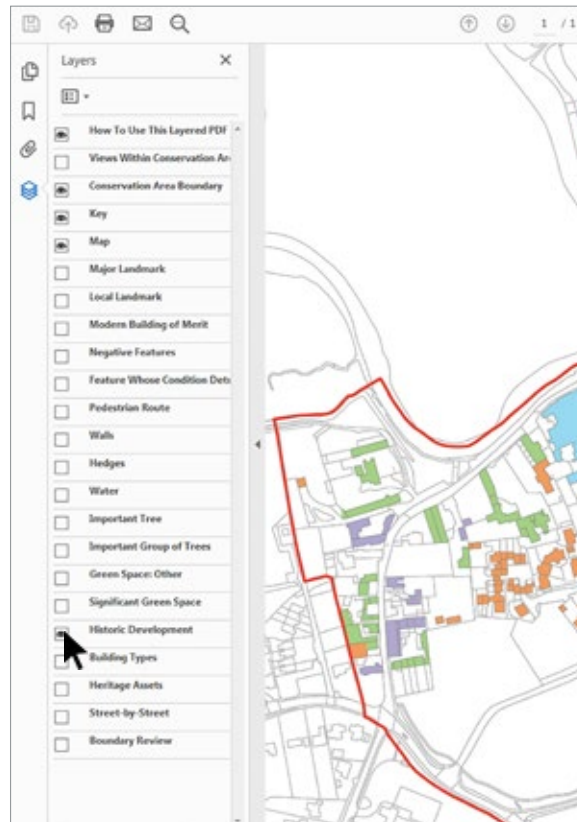 1 / 1
Layers
How To Use This Layered PDF
Views Within Conservation Are
Conservation Area Boundary
Key
Map
Major Landmark
Local Landmark
Modern Building of Merit
Negative Features
Feature Whose Condition Detr
Pedestrian Route
Walls
Hedges
Water
Important Tree
Important Group of Trees
Green Space: Other
Significant Green Space
Historic Development
Building Types
Heritage Assets
Street-by-Street
Boundary Review